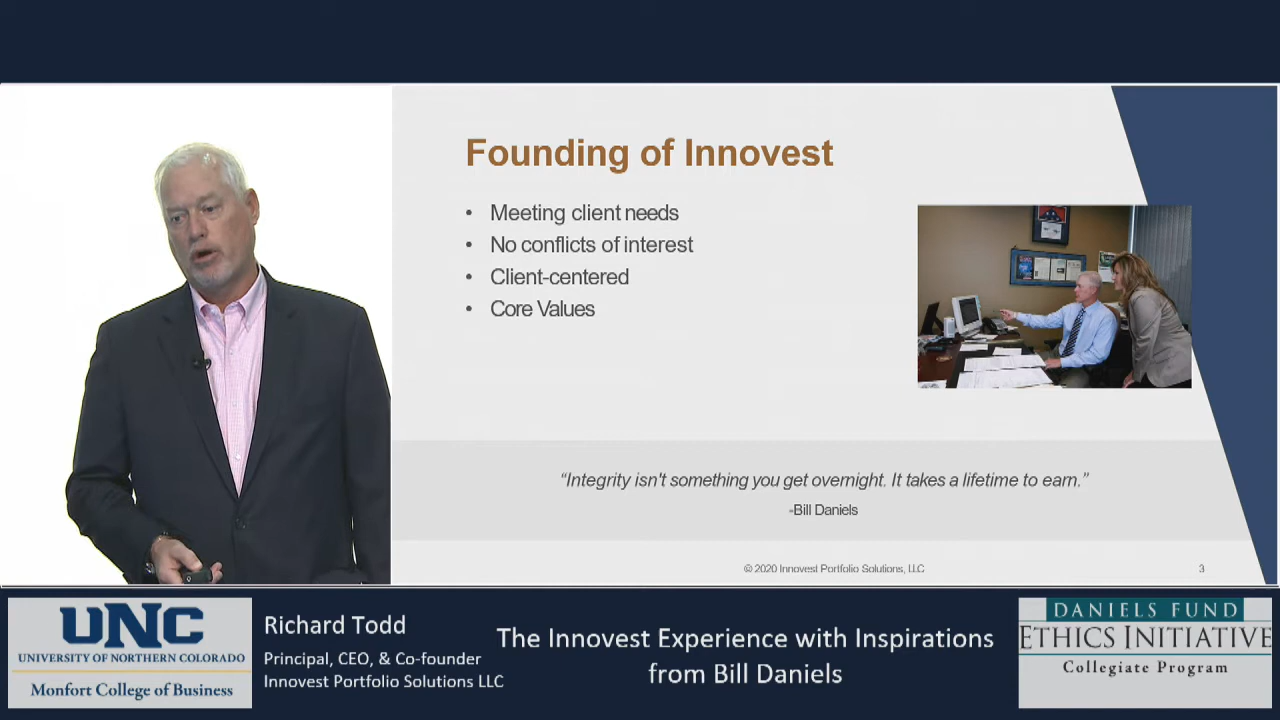 Founding of Innovest
• Meeting client needs
• No conflicts of interest
• Client-centered
• Core Values
“Integrity isn't something you get overnight. It takes a lifetime to earn.”
-Bill Daniels
© 2020 Innovest Portfolio Solutions, LLC
3
UNC
UNIVERSITY OF NORTHERN COLORADO
Monfort College of Business
Richard Todd
Principal, CEO, & Co-founder
Innovest Portfolio Solutions LLC
The Innovest Experience with Inspirations
from Bill Daniels
DANIELS FUND
ETHICS INITIATIVE
Collegiate Program